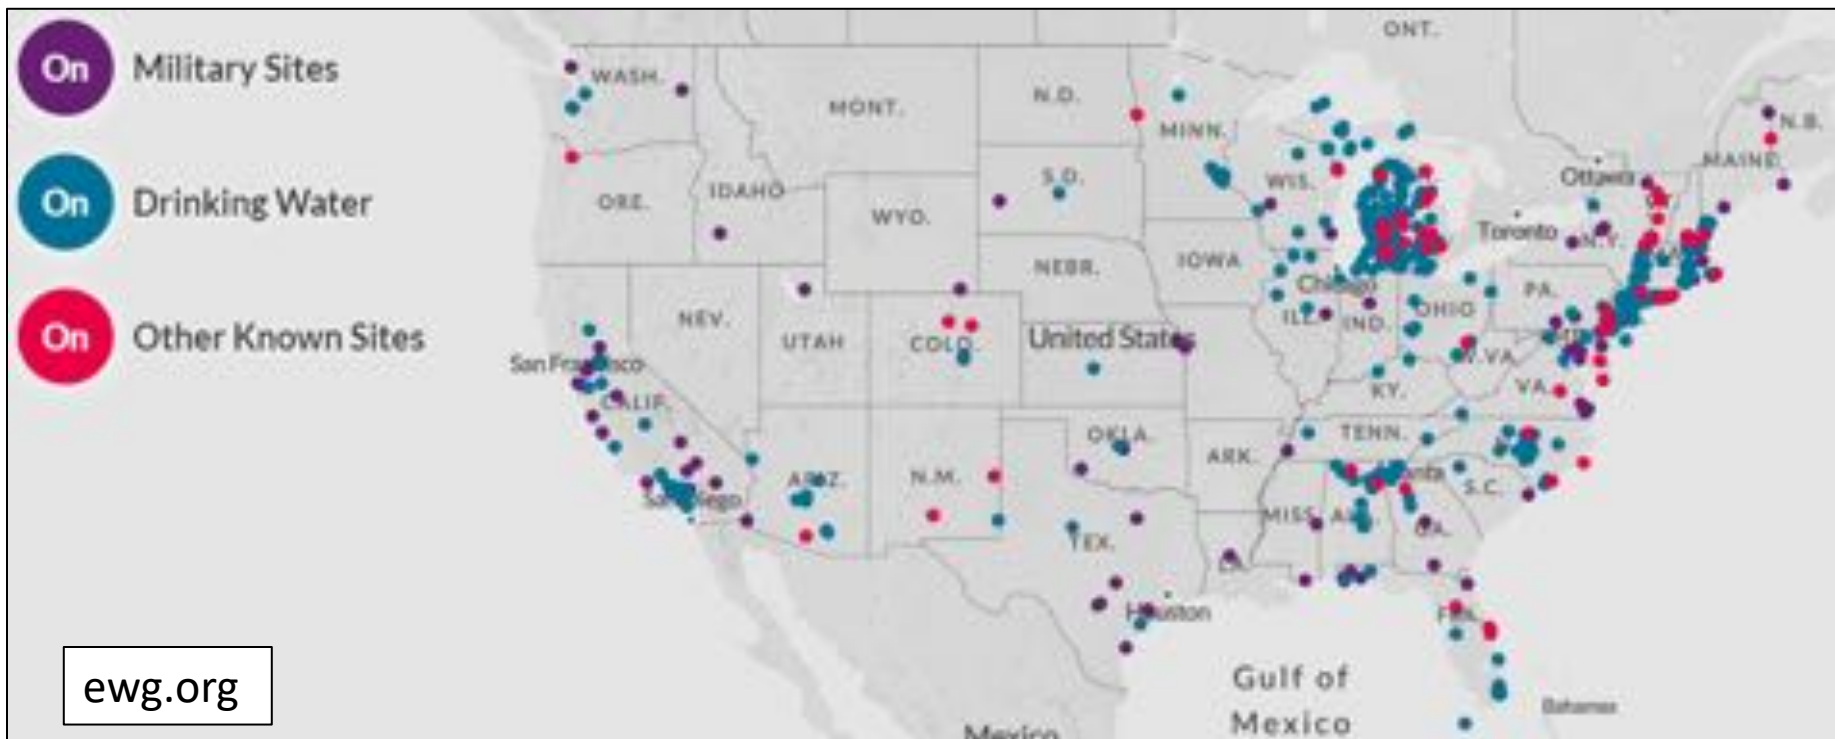 On Military Sites
On Drinking Water
On Other Known Sites
ewg.org
ONT.
WASH.
MONT.
N.D.
MINN.
N.B.
MAINE
Ottawa
ORE.
IDAHO
S.D.
WIS.
WYO.
Toronto
N.Y.
NEBR.
IOWA
Chicago
PA.
NEV.
UTAH
COLO.
United States
ILL.
IND.
OHIO
San Francisco
W.VA.
CALIF.
KY.
VA.
OKLA.
TENN.
ARIZ.
N.M.
ARK.
San Diego
S.C.
MISS.
GA.
TEX.
LA.
Houston
FLA.
Gulf of
Mexico
Bahamas
Mexico